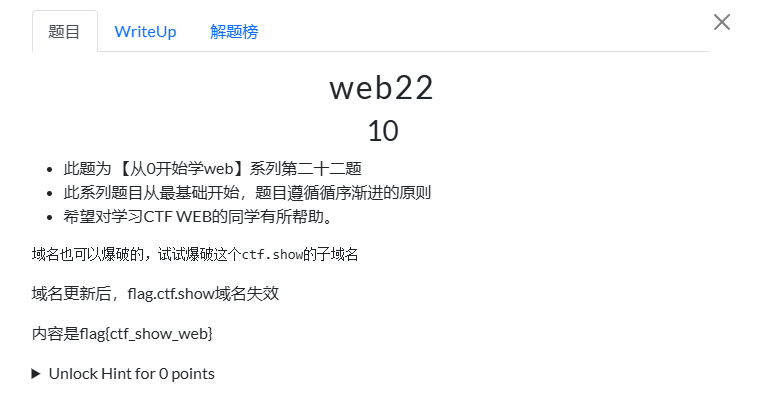 题目 WriteUp 解题榜
web22
10
此题为 【从0开始学web】系列第二十二题
此系列题目从最基础开始，题目遵循循序渐进的原则
希望对学习CTF WEB的同学有所帮助。
域名也可以爆破的，试试爆破这个ctf.show的子域名
域名更新后，flag.ctf.show域名失效
内容是flag{ctf_show_web}
Unlock Hint for 0 points